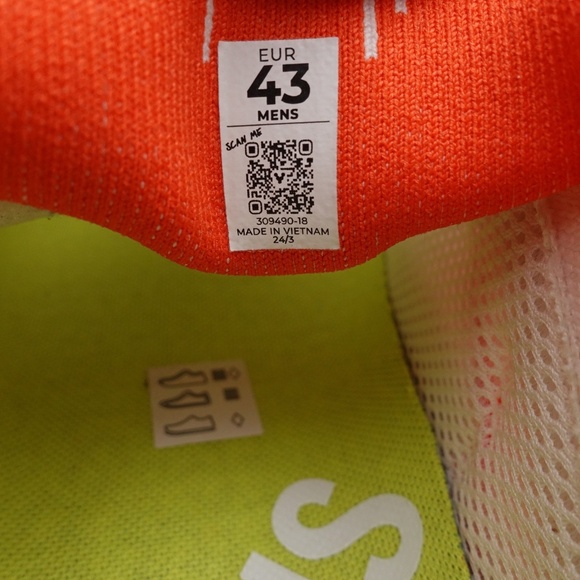 EUR
43
MENS
SCAN ME
309490-18
MADE IN VIETNAM
24/3